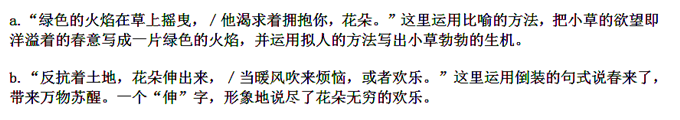 a.“绿色的火焰在草上摇曳，/他渴求着拥抱你，花朵。”这里运用比喻的方法，把小草的欲望即
洋溢着的春意写成一片绿色的火焰，并运用拟人的方法写出小草勃勃的生机。
b.“反抗着土地，花朵伸出来，/当暖风吹来烦恼，或者欢乐。”这里运用倒装的句式说春来了，
带来万物苏醒。一个“伸”字，形象地说尽了花朵无穷的欢乐。